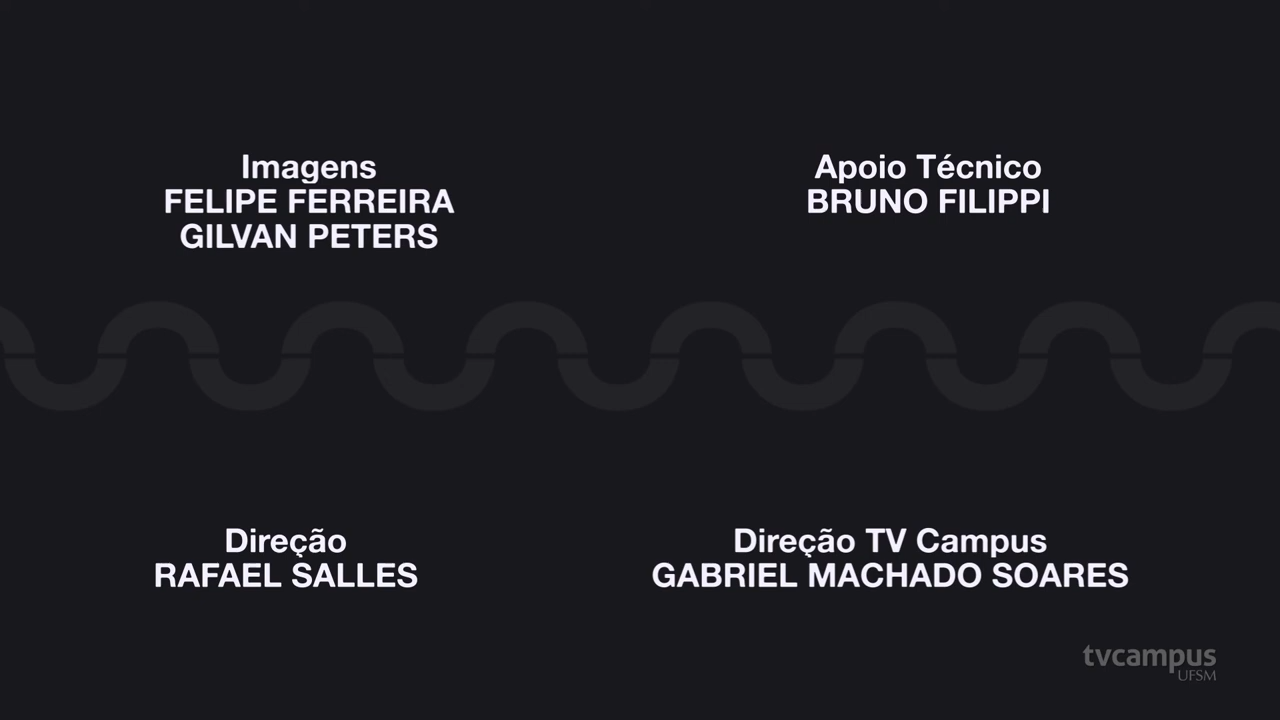 Imagens
FELIPE FERREIRA
GILVAN PETERS
Apoio Técnico
BRUNO FILIPPI
Direção
RAFAEL SALLES
Direção TV Campus
GABRIEL MACHADO SOARES
tvcampus
UFSM